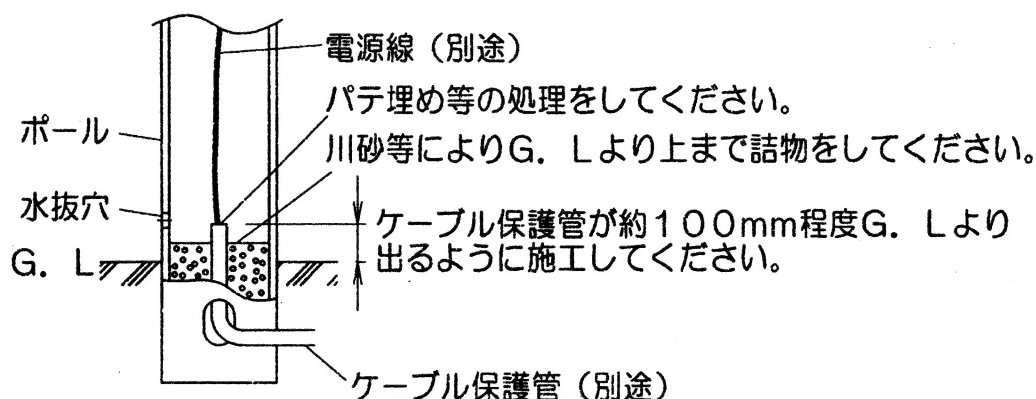 電源線（別途）
パテ埋め等の処理をしてください。
ポール
川砂等によりG．Lより上まで詰物をしてください。
水抜穴
ケーブル保護管が約１００mm程度G．Lより
G．L
出るように施工してください。
ケーブル保護管（別途）